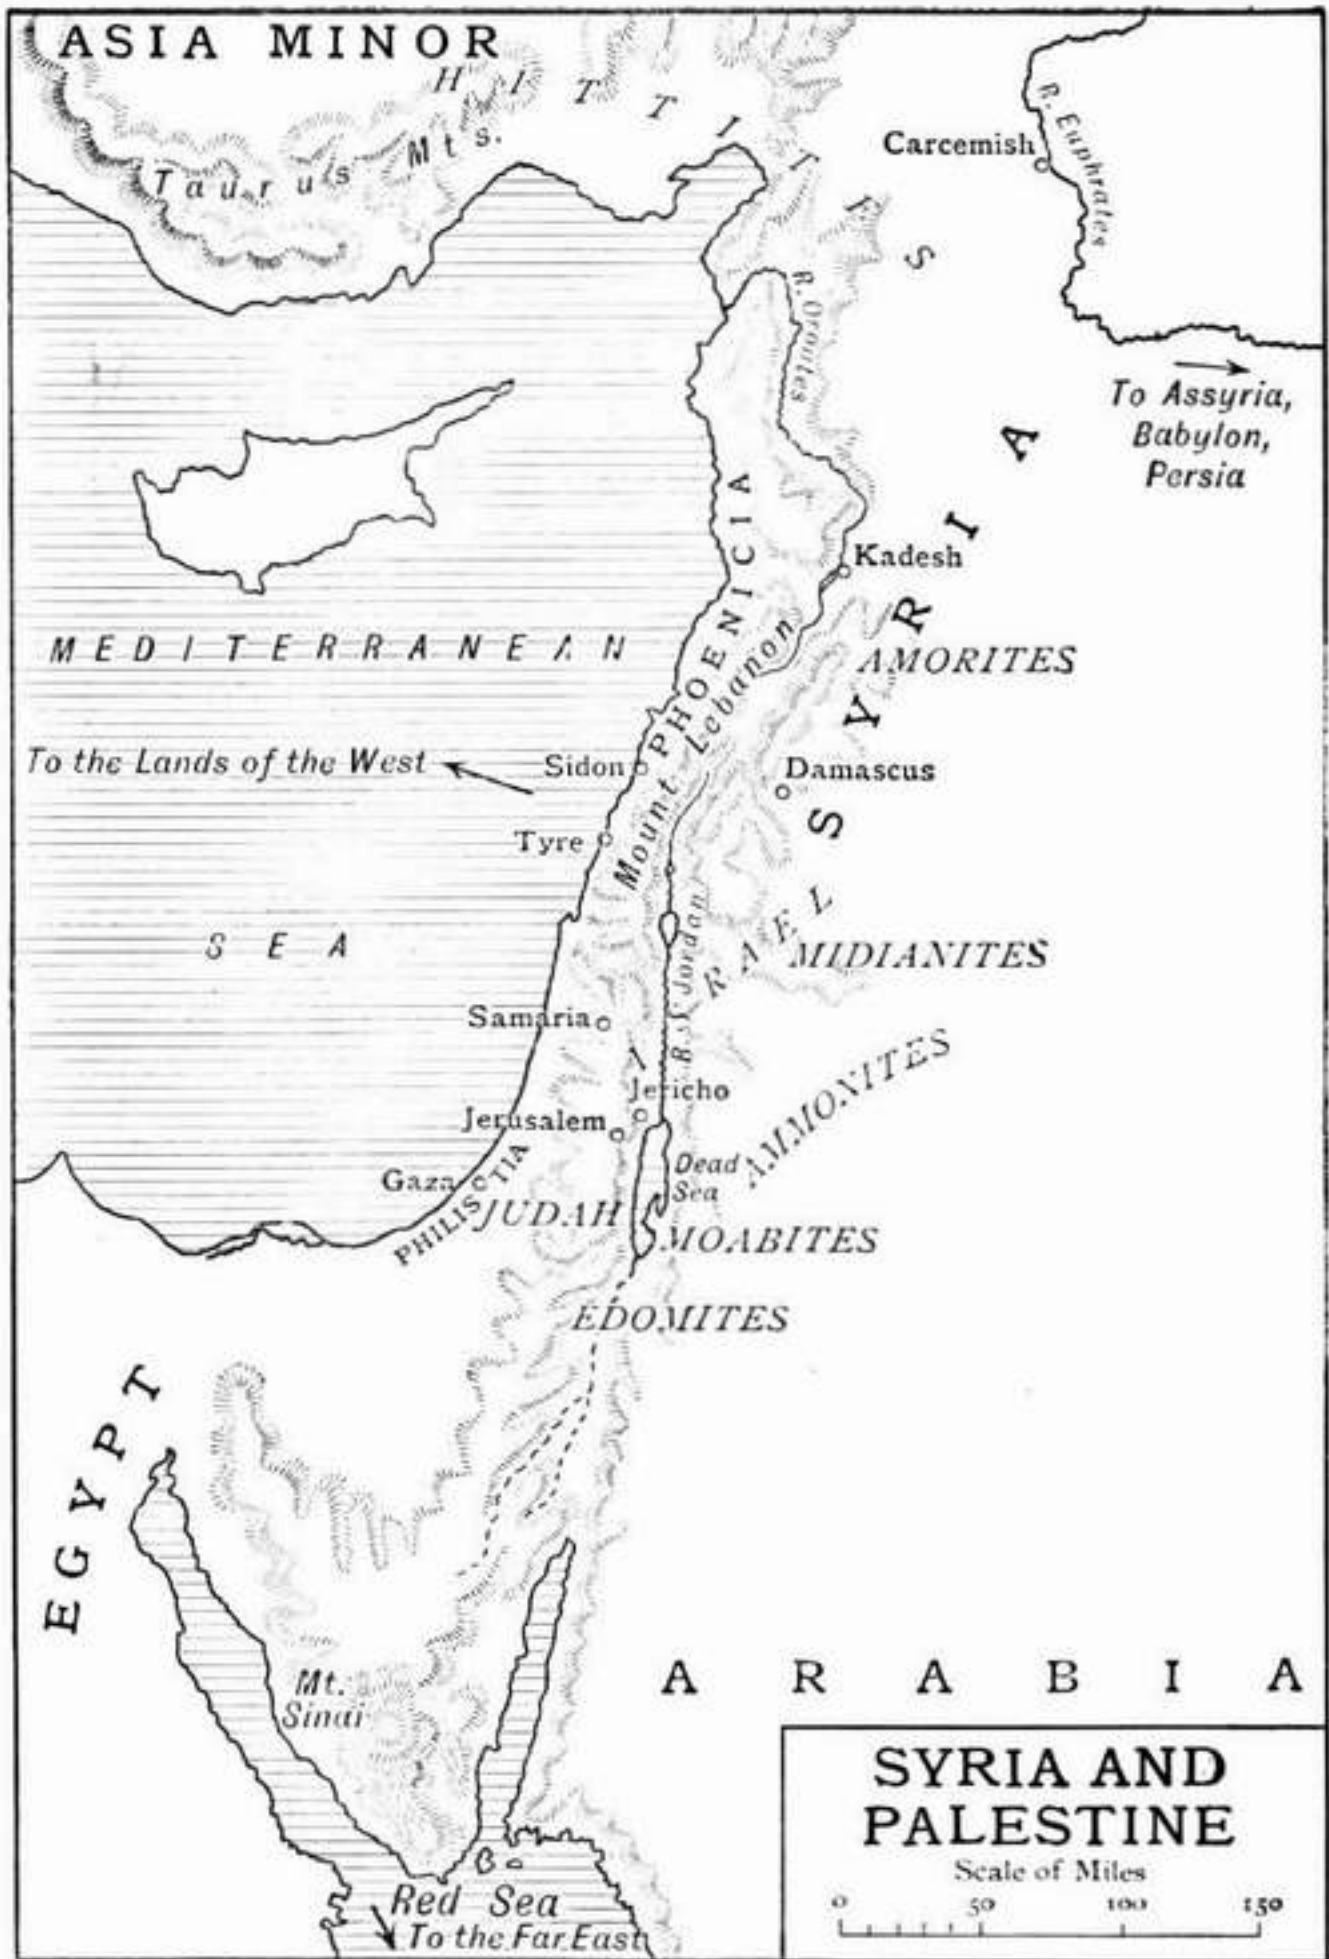 ASIA MINOR
HITTITES
Taurus Mts.
Carcemish
R. Euphrates
R. Orontes
To Assyria,
Babylon,
Persia
SYRIA
PHOENICIA
Kadesh
MEDITERRANEAN
SEA
Mount Lebanon
AMORITES
To the Lands of the West
Sidon
Damascus
Tyre
R. Jordan
ISRAEL
MIDIANITES
Samaria
AMMONITES
Jericho
Jerusalem
Dead
Sea
Gaza
PHILISTIA
JUDAH
MOABITES
EDOMITES
EGYPT
Mt.
Sinai
ARABIA
Red Sea
To the Far East
SYRIA AND
PALESTINE
Scale of Miles
0 50 100 150